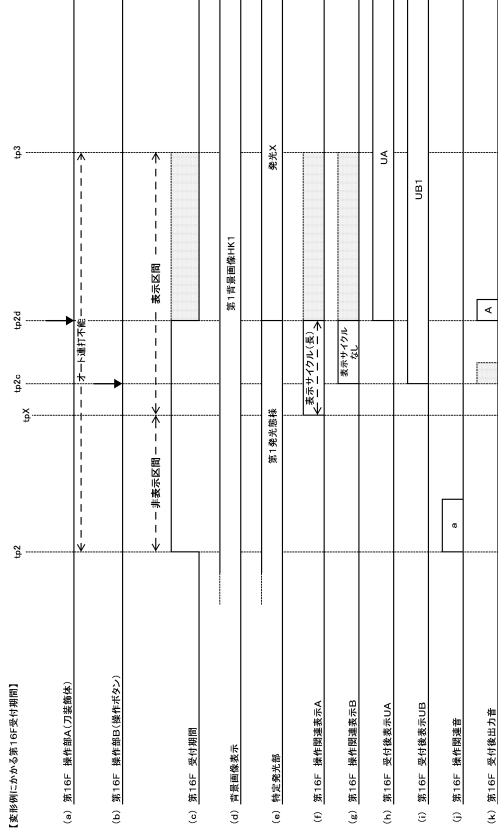 【変形例にかかる第16F受付期間】
tp2
tpX
tp2c
tp2d
tp3
(a) 第16F 操作部A(刀装飾体)
オート連打不能
(b) 第16F 操作部B(操作ボタン)
非表示区間
表示区間
(c) 第16F 受付期間
(d) 背景画像表示
第1背景画像HK1
(e) 特定発光部
第1発光態様
発光X
(f) 第16F 操作関連表示A
表示サイクル(長)
(g) 第16F 操作関連表示B
表示サイクル
なし
(h) 第16F 受付後表示UA
UA
(i) 第16F 受付後表示UB
UB1
(j) 第16F 操作関連音
a
(k) 第16F 受付後出力音
A